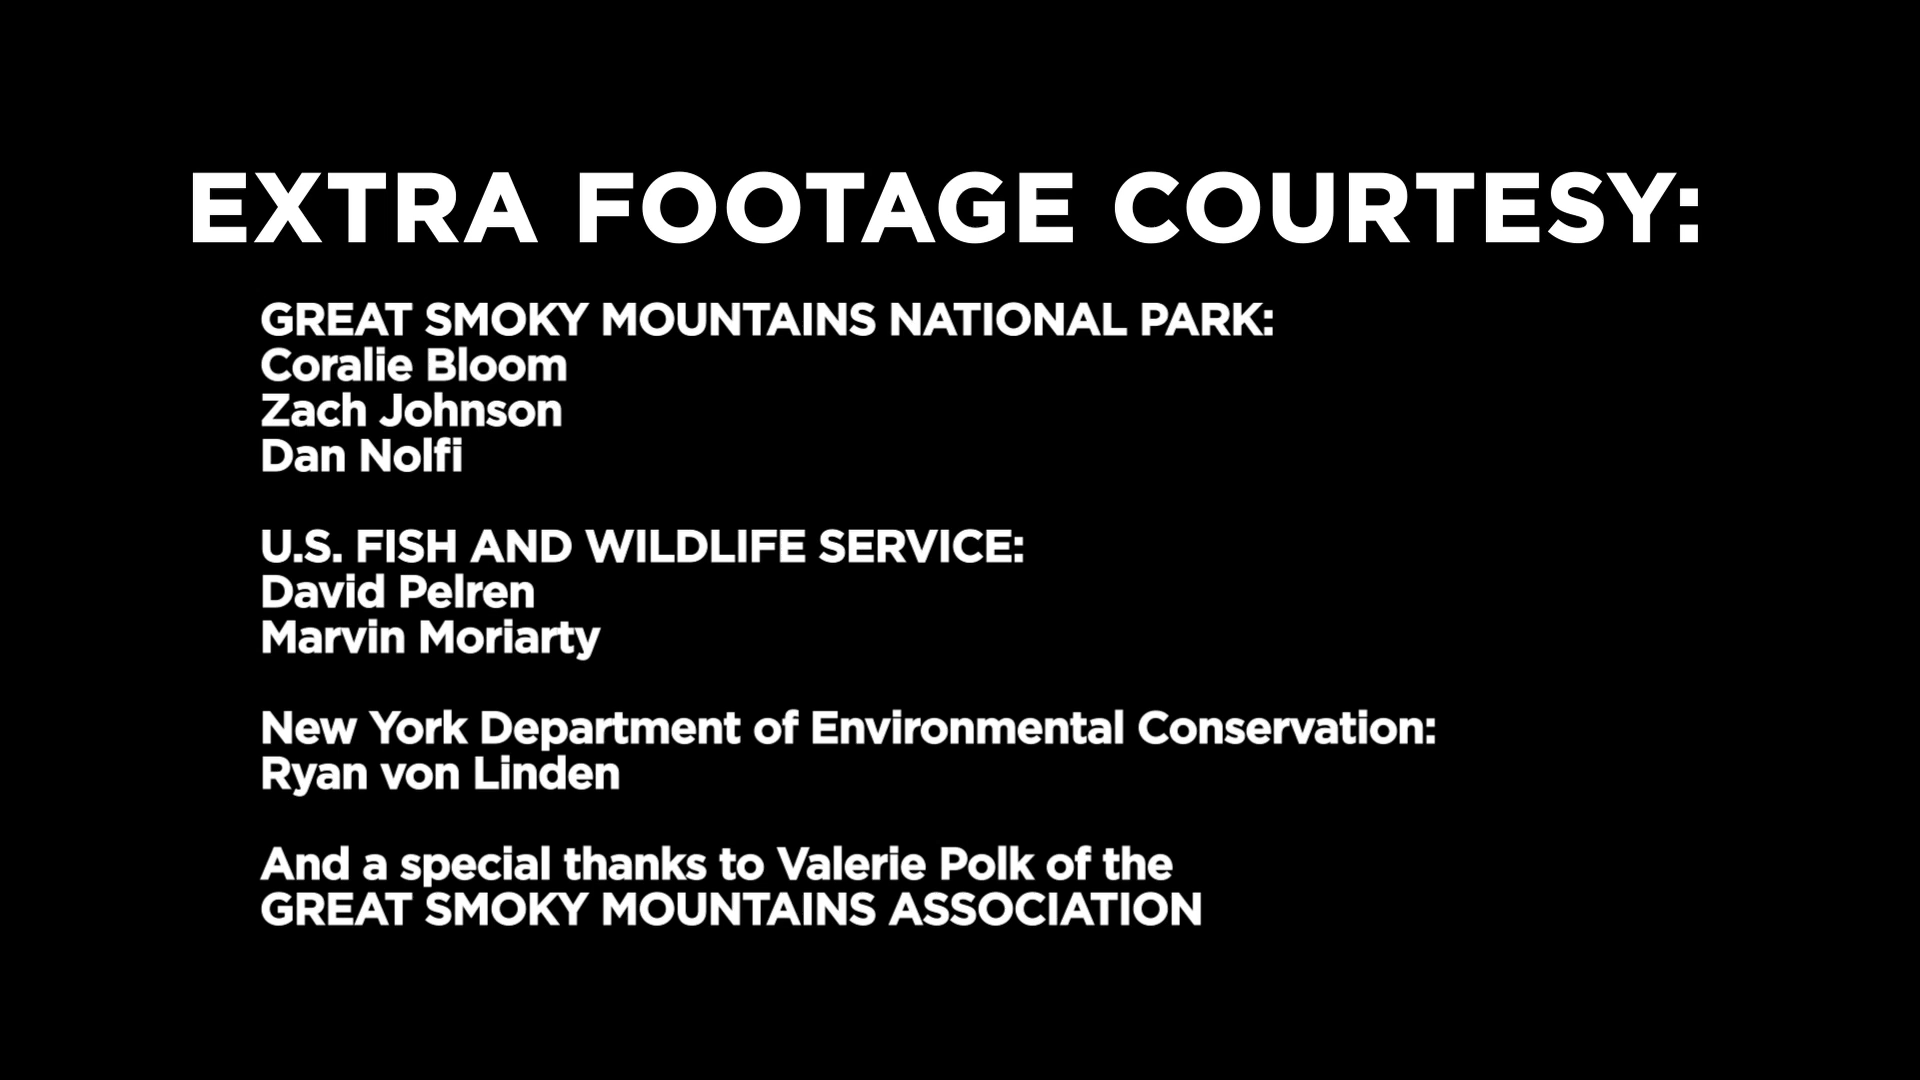 EXTRA FOOTAGE COURTESY:
GREAT SMOKY MOUNTAINS NATIONAL PARK:
Coralie Bloom
Zach Johnson
Dan Nolfi
U.S. FISH AND WILDLIFE SERVICE:
David Pelren
Marvin Moriarty
New York Department of Environmental Conservation:
Ryan von Linden
And a special thanks to Valerie Polk of the
GREAT SMOKY MOUNTAINS ASSOCIATION